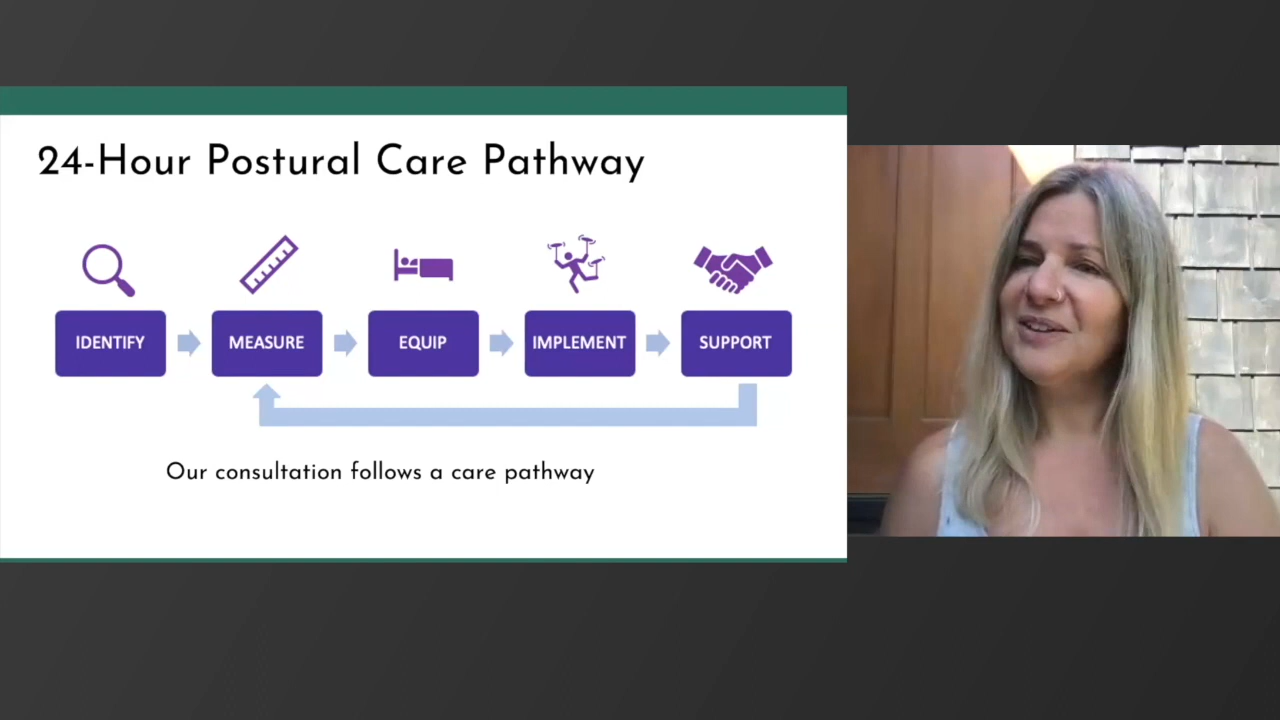 24-Hour Postural Care Pathway
IDENTIFY
MEASURE
EQUIP
IMPLEMENT
SUPPORT
Our consultation follows a care pathway